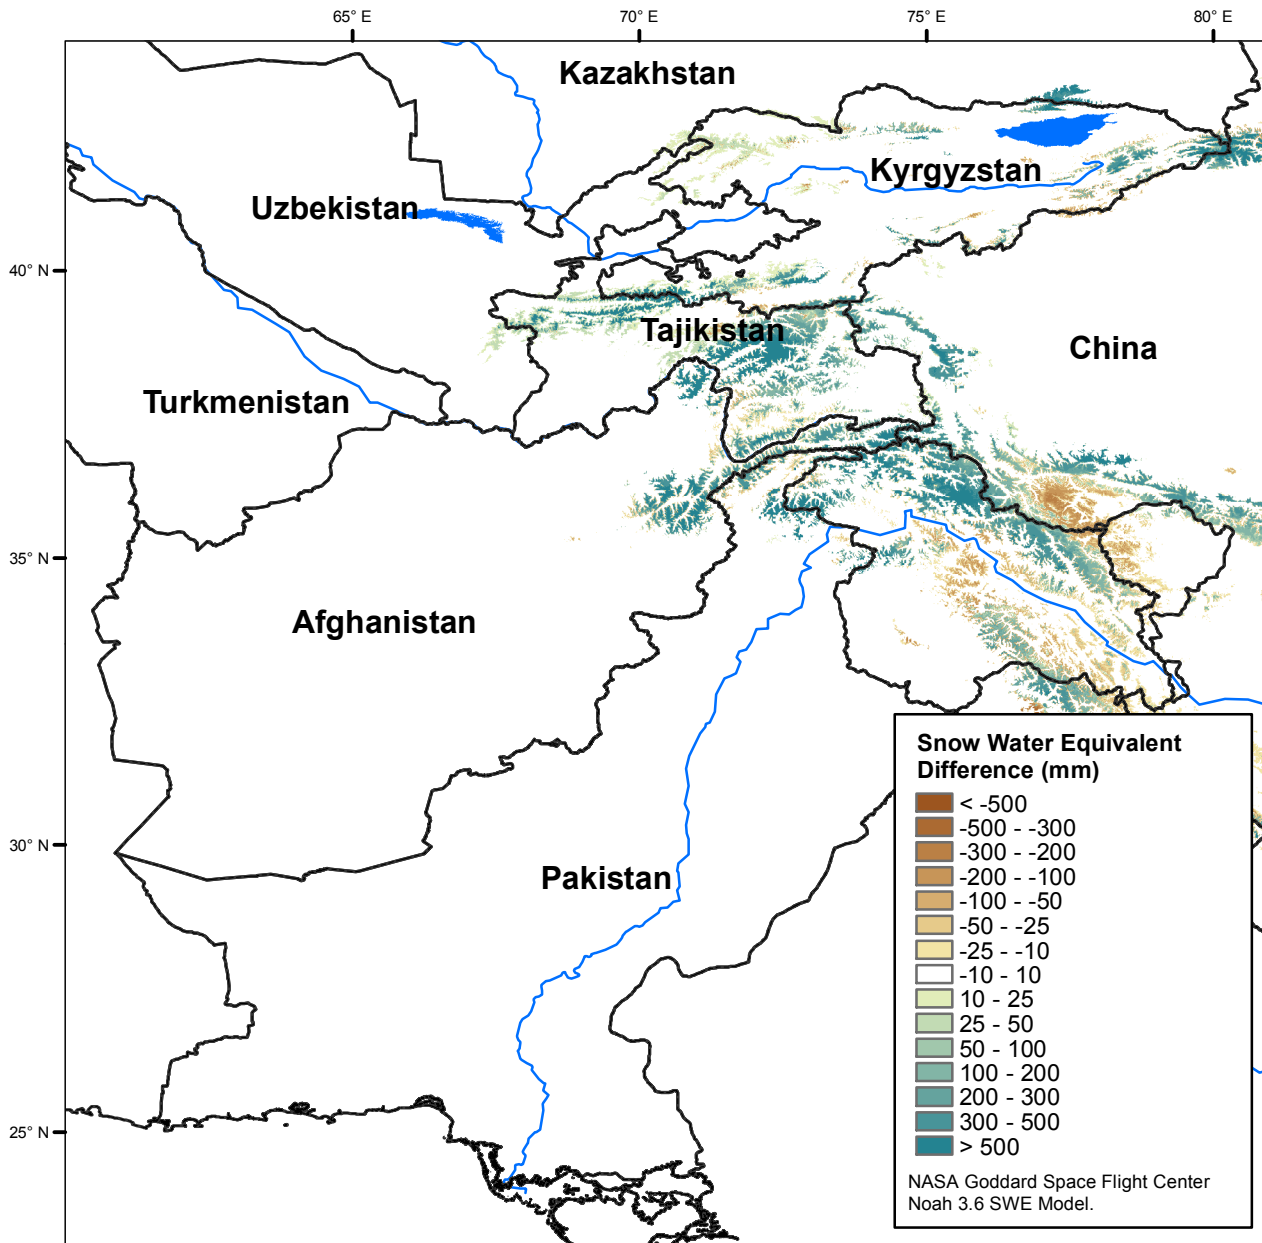 65° E
70° E
75° E
80° E
Kazakhstan
Kyrgyzstan
Uzbekistan
40° N
Tajikistan
China
Turkmenistan
35° N
Afghanistan
30° N
Pakistan
25° N
Snow Water Equivalent
Difference (mm)
< -500
-500 - -300
-300 - -200
-200 - -100
-100 - -50
-50 - -25
-25 - -10
-10 - 10
10 - 25
25 - 50
50 - 100
100 - 200
200 - 300
300 - 500
> 500
NASA Goddard Space Flight Center
Noah 3.6 SWE Model.